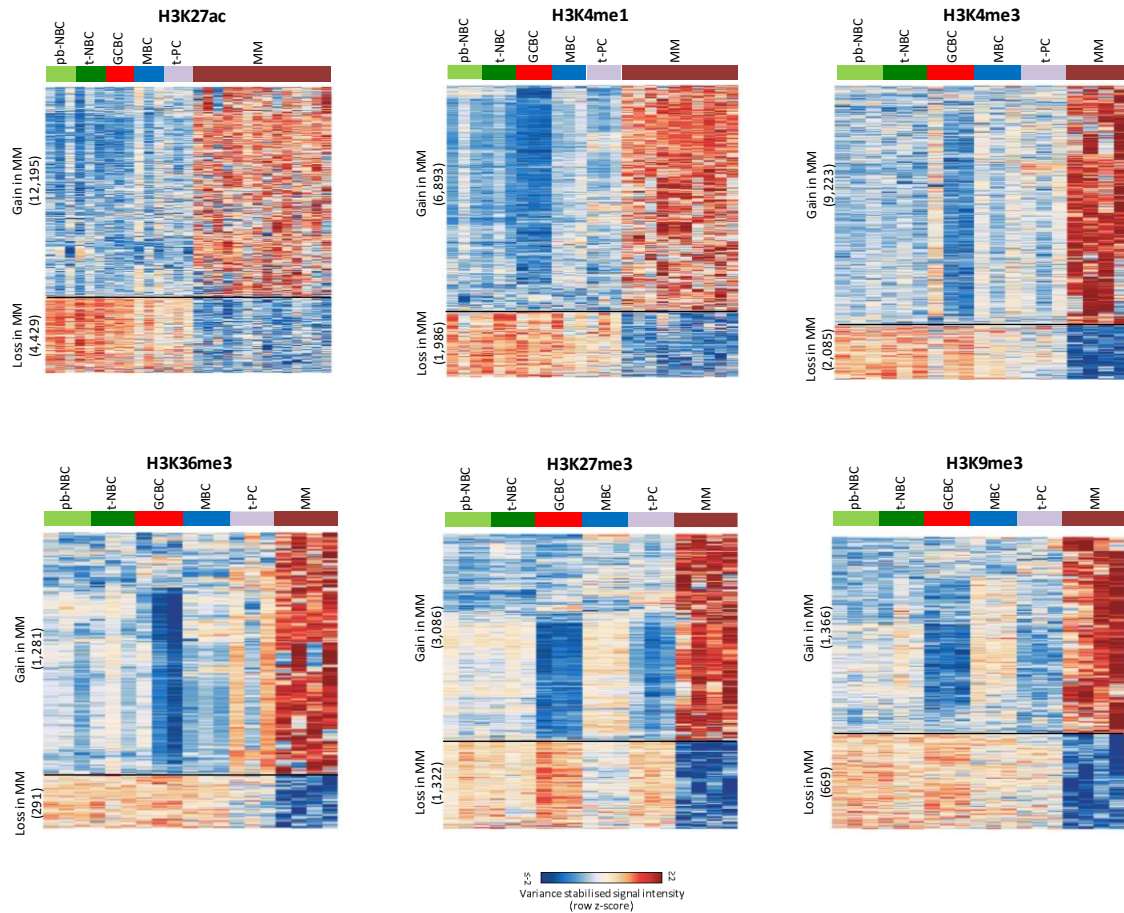 H3K27ac
pb-NBC
t-NBC
GCBC
MBC
t-PC
MM
Gain in MM
(12,195)
Loss in MM
(4,429)
H3K4me1
pb-NBC
t-NBC
GCBC
MBC
t-PC
MM
Gain in MM
(6,893)
Loss in MM
(1,986)
H3K4me3
pb-NBC
t-NBC
GCBC
MBC
t-PC
MM
Gain in MM
(9,223)
Loss in MM
(2,085)
H3K36me3
pb-NBC
t-NBC
GCBC
MBC
t-PC
MM
Gain in MM
(1,281)
Loss in MM
(291)
H3K27me3
pb-NBC
t-NBC
GCBC
MBC
t-PC
MM
Gain in MM
(3,086)
Loss in MM
(1,322)
H3K9me3
pb-NBC
t-NBC
GCBC
MBC
t-PC
MM
Gain in MM
(1,366)
Loss in MM
(669)
≤-2
≥2
Variance stabilised signal intensity
(row z-score)